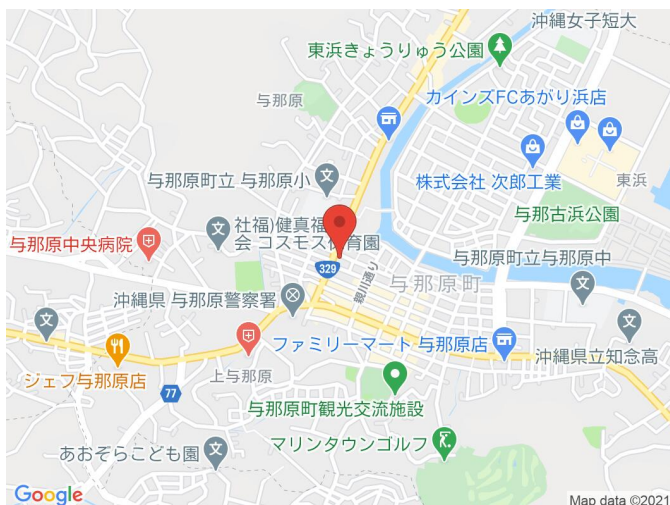 沖縄女子短大
東浜きょうりゅう公園
与那原
カインズFCあがり浜店
与那原町立 与那原小
株式会社 次郎工業
東浜
与那古浜公園
社福)健真福
会 コスモス
育園
与那原中央病院
329
親川通り
与那原町
与那原町立与那原中
沖縄県 与那原警察署
ファミリーマート 与那原店
沖縄県立知念高
ジェフ与那原店
77
上与那原
与那原町観光交流施設
あおぞらこども園
マリンタウンゴルフ
Google
Map data ©2021